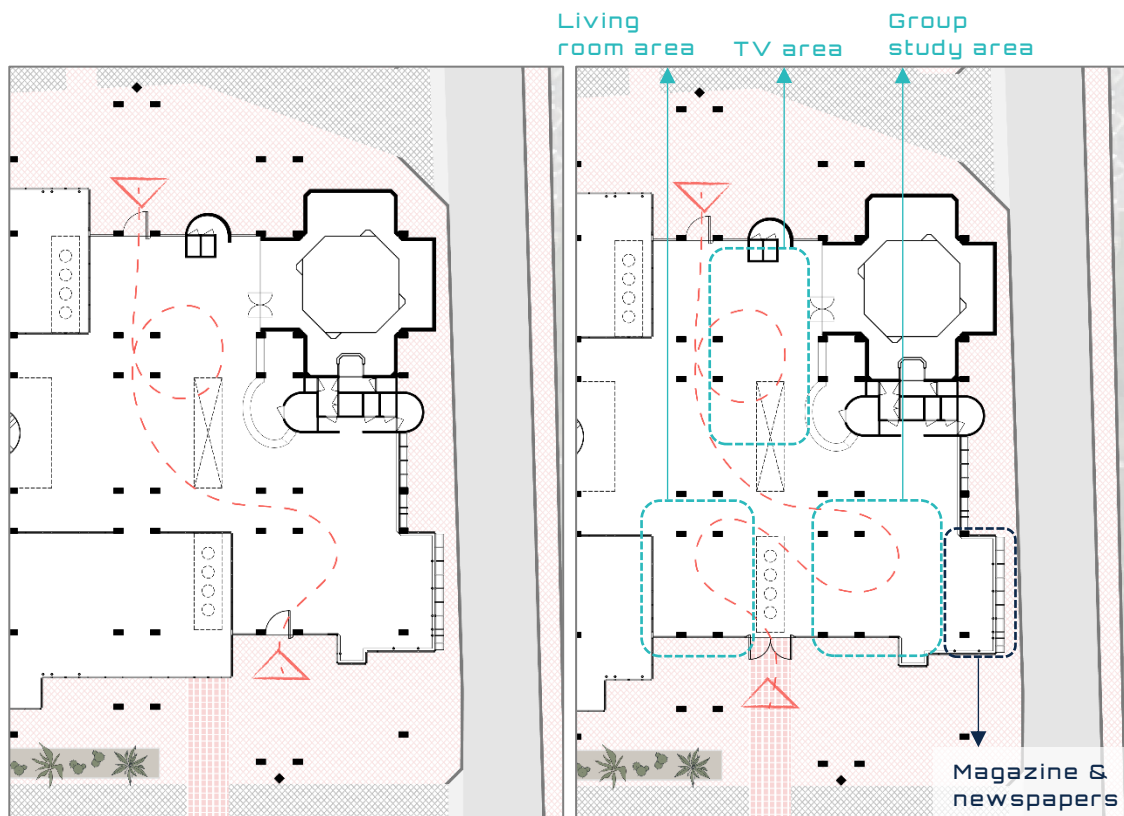 Living
room area
TV area
Group
study area
Magazine &
newspapers